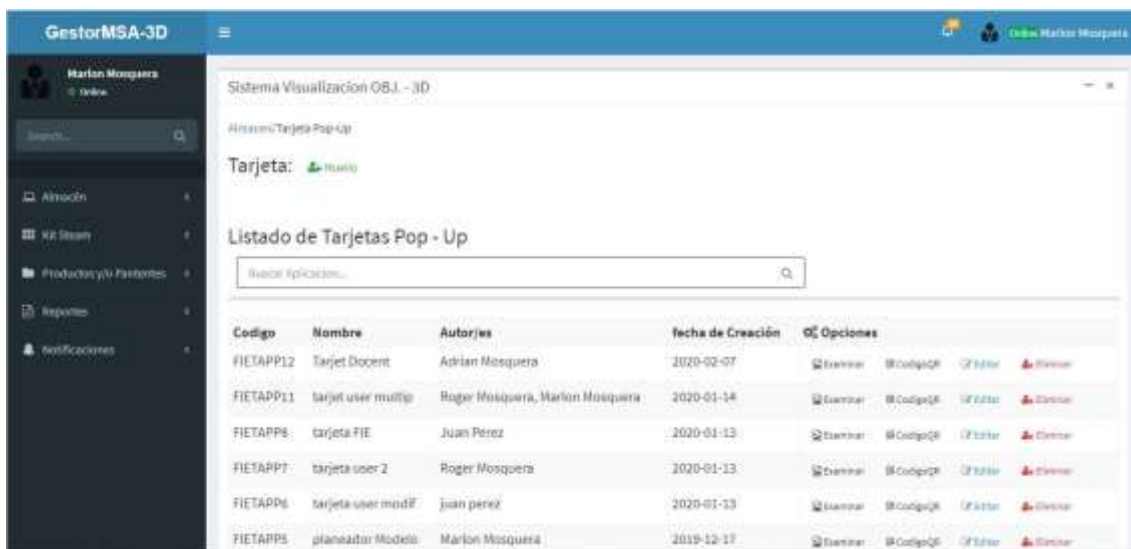 GestorMSA-3D
Online Marlon Mosquera
Marlon Mosquera
Online
Search...
Almacén
Kit Steam
Productos y/o Pantentes
Reportes
Notificaciones
Sistema Visualizacion OBJ. - 3D
Almacen/Tarjeta Pop-Up
Tarjeta: Nuevo
Listado de Tarjetas Pop - Up
Buscar Aplicacion...
Codigo Nombre Autor/es fecha de Creación Opciones
FIETAPP12 Tarjet Docent Adrian Mosquera 2020-02-07 Examinar CodigoQR Editar Eliminar
FIETAPP11 tarjet user multip Roger Mosquera, Marlon Mosquera 2020-01-14 Examinar CodigoQR Editar Eliminar
FIETAPP8 tarjeta FIE Juan Perez 2020-01-13 Examinar CodigoQR Editar Eliminar
FIETAPP7 tarjeta user 2 Roger Mosquera 2020-01-13 Examinar CodigoQR Editar Eliminar
FIETAPP6 tarjeta user modif juan perez 2020-01-13 Examinar CodigoQR Editar Eliminar
FIETAPP5 planeador Modelo Marlon Mosquera 2019-12-17 Examinar CodigoQR Editar Eliminar